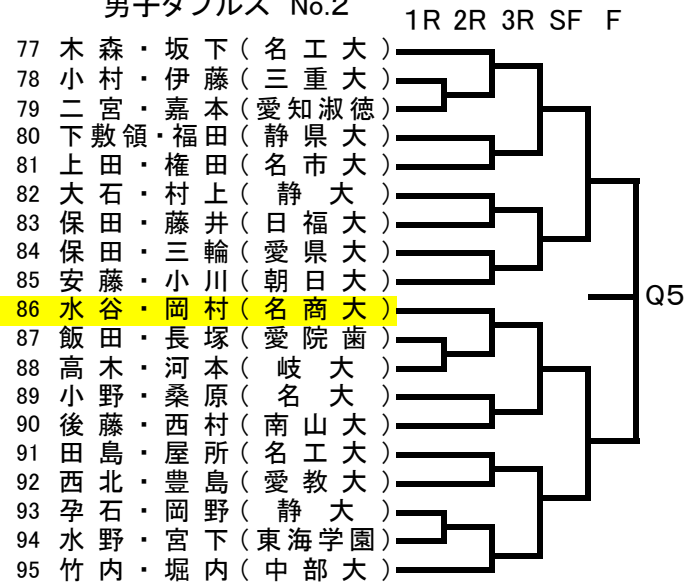 男子ダブルス No.2
1R 2R 3R SF F
77 木森・坂下(名工大)
78 小村・伊藤(三重大)
79 二宮・嘉本(愛知淑徳)
80 下敷領・福田(静県大)
81 上田・権田(名市大)
82 大石・村上(静大)
83 保田・藤井(日福大)
84 保田・三輪(愛県大)
85 安藤・小川(朝日大)
86 水谷・岡村(名商大)
87 飯田・長塚(愛院歯)
88 高木・河本(岐大)
89 小野・桑原(名大)
90 後藤・西村(南山大)
91 田島・屋所(名工大)
92 西北・豊島(愛教大)
93 孕石・岡野(静大)
94 水野・宮下(東海学園)
95 竹内・堀内(中部大)
Q5